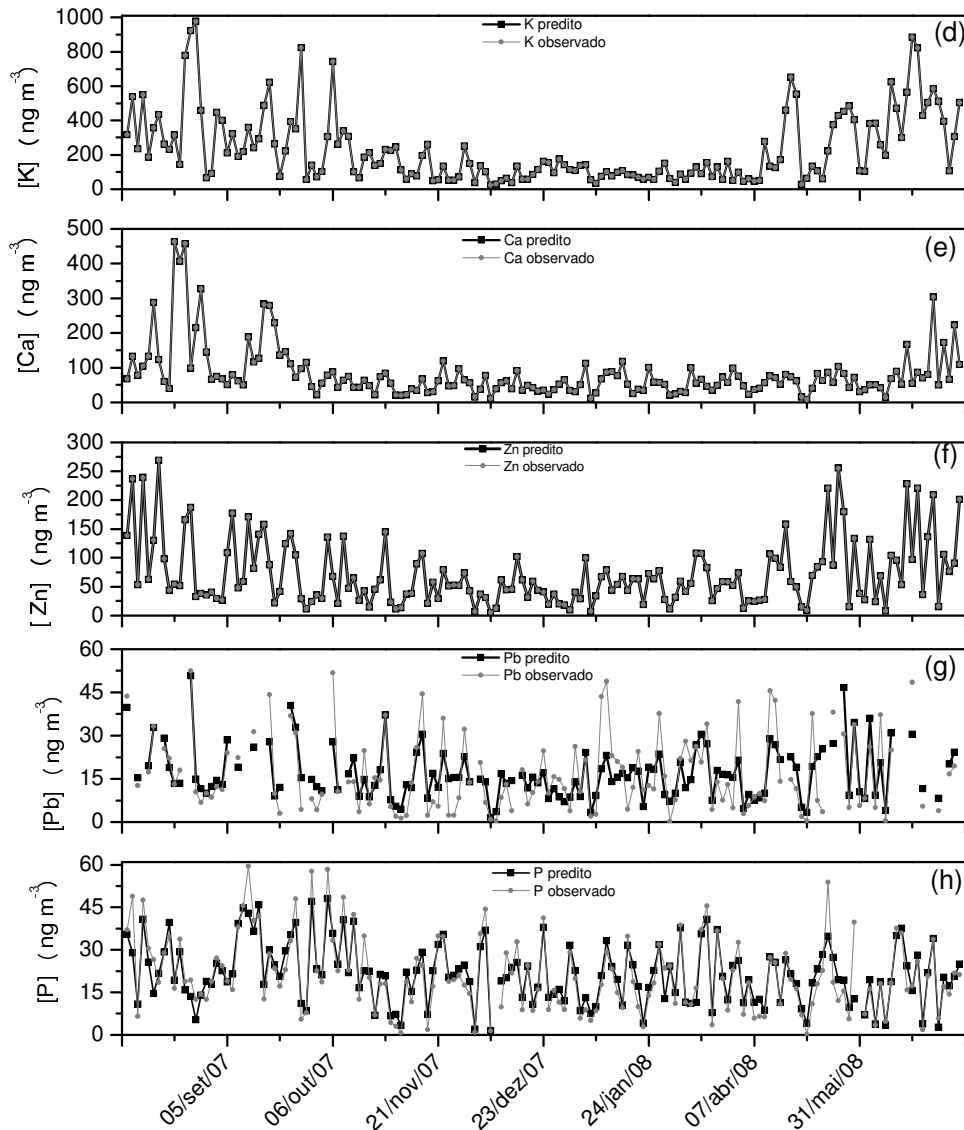 1000
800
600
400
200
0
[K] (ng m⁻³)
K predito
K observado
(d)
500
400
300
200
100
0
[Ca] (ng m⁻³)
Ca predito
Ca observado
(e)
300
250
200
150
100
50
0
[Zn] (ng m⁻³)
Zn predito
Zn observado
(f)
60
45
30
15
0
[Pb] (ng m⁻³)
Pb predito
Pb observado
(g)
60
45
30
15
0
[P] (ng m⁻³)
P predito
P observado
(h)
05/set/07
06/out/07
21/nov/07
23/dez/07
24/jan/08
07/abr/08
31/mai/08